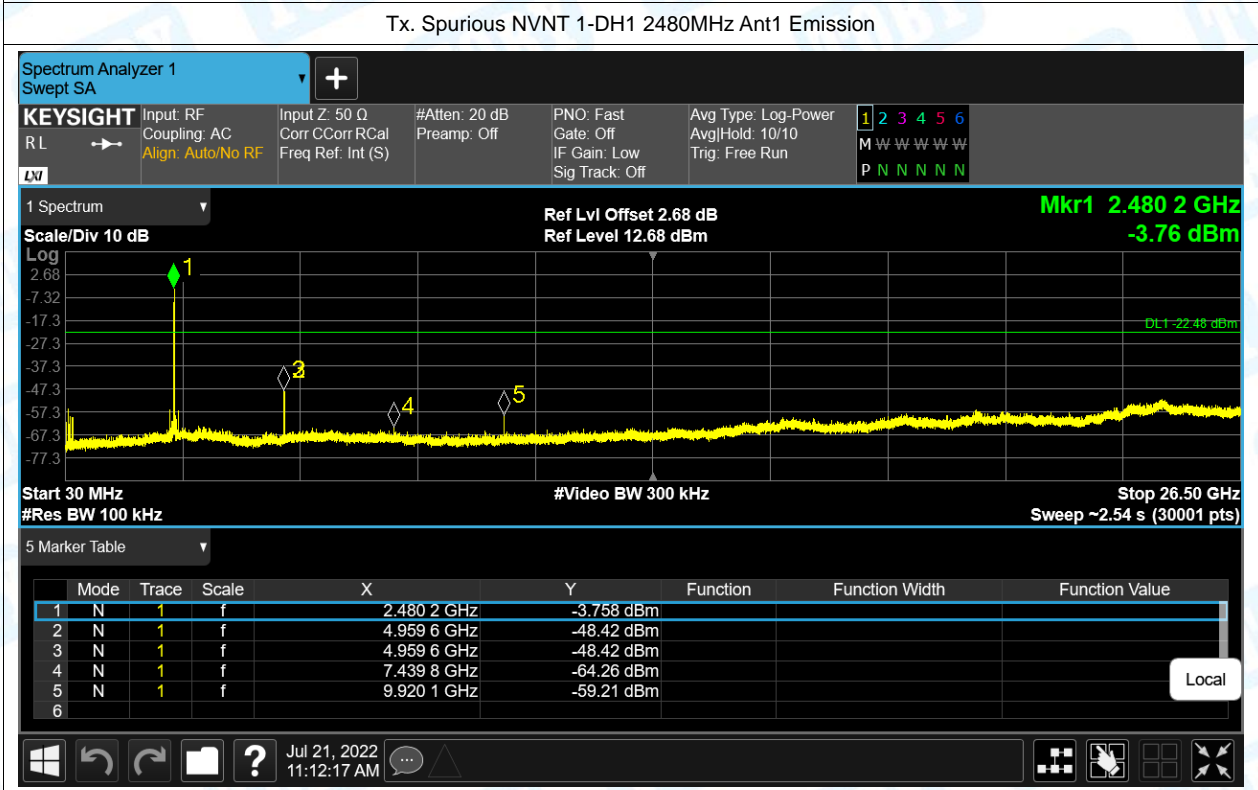 Tx. Spurious NVNT 1-DH1 2480MHz Ant1 Emission
Spectrum Analyzer 1
Swept SA
+
KEYSIGHT
RL
LXI
Input: RF
Coupling: AC
Align: Auto/No RF
Input Z: 50 Ω
Corr CCorr RCal
Freq Ref: Int (S)
#Atten: 20 dB
Preamp: Off
PNO: Fast
Gate: Off
IF Gain: Low
Sig Track: Off
Avg Type: Log-Power
Avg|Hold: 10/10
Trig: Free Run
1 2 3 4 5 6
M W W W W W
P N N N N N
1 Spectrum
Scale/Div 10 dB
Ref Lvl Offset 2.68 dB
Ref Level 12.68 dBm
Mkr1 2.480 2 GHz
-3.76 dBm
Log
2.68
-7.32
-17.3
-27.3
-37.3
-47.3
-57.3
-67.3
-77.3
1
3
4
5
DL1 -22.48 dBm
Start 30 MHz
#Res BW 100 kHz
#Video BW 300 kHz
Stop 26.50 GHz
Sweep ~2.54 s (30001 pts)
5 Marker Table
Mode Trace Scale X Y Function Function Width Function Value
1 N 1 f 2.480 2 GHz -3.758 dBm
2 N 1 f 4.959 6 GHz -48.42 dBm
3 N 1 f 4.959 6 GHz -48.42 dBm
4 N 1 f 7.439 8 GHz -64.26 dBm
5 N 1 f 9.920 1 GHz -59.21 dBm
6
Local
?
Jul 21, 2022
11:12:17 AM